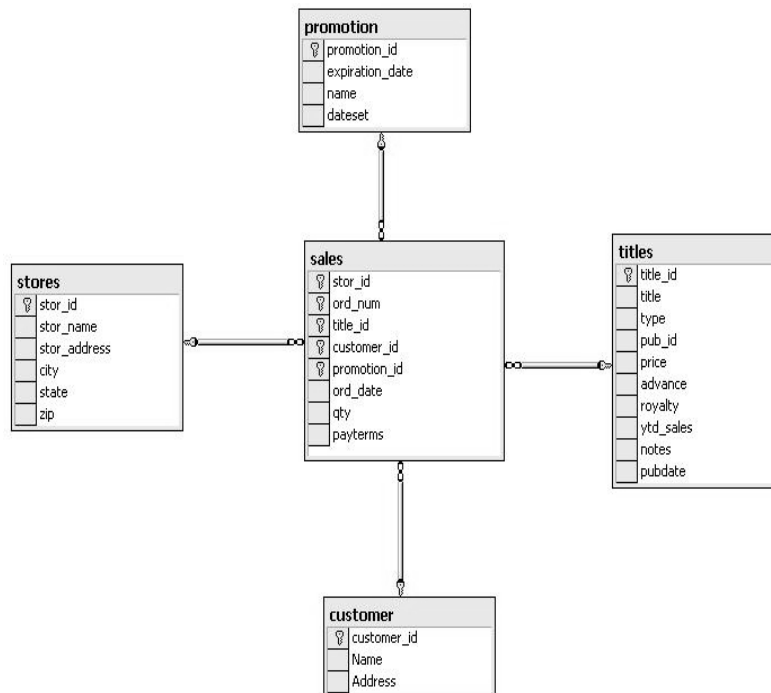 promotion
promotion_id
expiration_date
name
dateset
sales
stor_id
ord_num
title_id
customer_id
promotion_id
ord_date
qty
payterms
stores
stor_id
stor_name
stor_address
city
state
zip
titles
title_id
title
type
pub_id
price
advance
royalty
ytd_sales
notes
pubdate
customer
customer_id
Name
Address